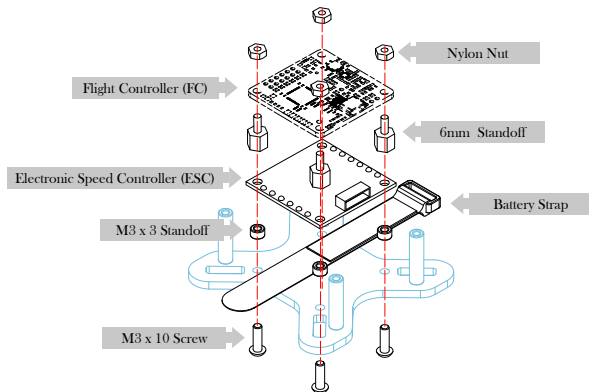 Nylon Nut
Flight Controller (FC)
6mm Standoff
Electronic Speed Controller (ESC)
Battery Strap
M3 x 3 Standoff
M3 x 10 Screw